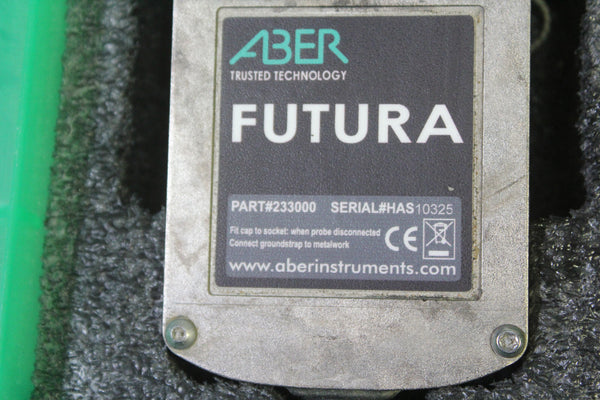 ABER
TRUSTED TECHNOLOGY
FUTURA
PART#233000 SERIAL#HAS10325
Fit cap to socket: when probe disconnected
Connect groundstrap to metalwork
CE
www.aberinstruments.com